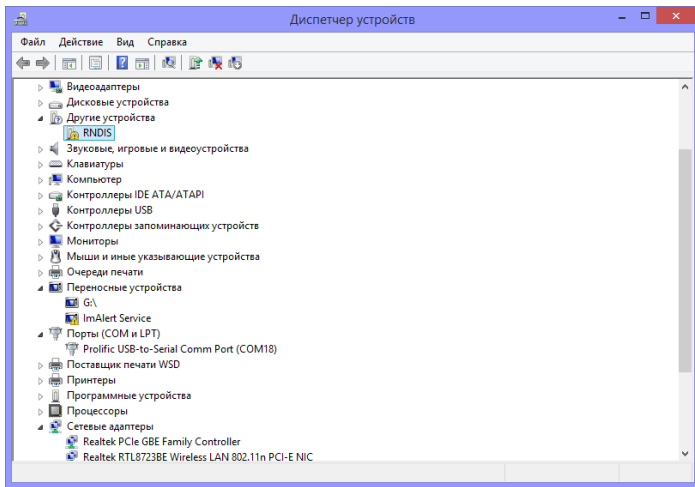 Диспетчер устройств
Файл Действие Вид Справка
Видеоадаптеры
Дисковые устройства
Другие устройства
RNDIS
Звуковые, игровые и видеоустройства
Клавиатуры
Компьютер
Контроллеры IDE ATA/ATAPI
Контроллеры USB
Контроллеры запоминающих устройств
Мониторы
Мыши и иные указывающие устройства
Очереди печати
Переносные устройства
G:\
ImAlert Service
Порты (COM и LPT)
Prolific USB-to-Serial Comm Port (COM18)
Поставщик печати WSD
Принтеры
Программные устройства
Процессоры
Сетевые адаптеры
Realtek PCIe GBE Family Controller
Realtek RTL8723BE Wireless LAN 802.11n PCI-E NIC